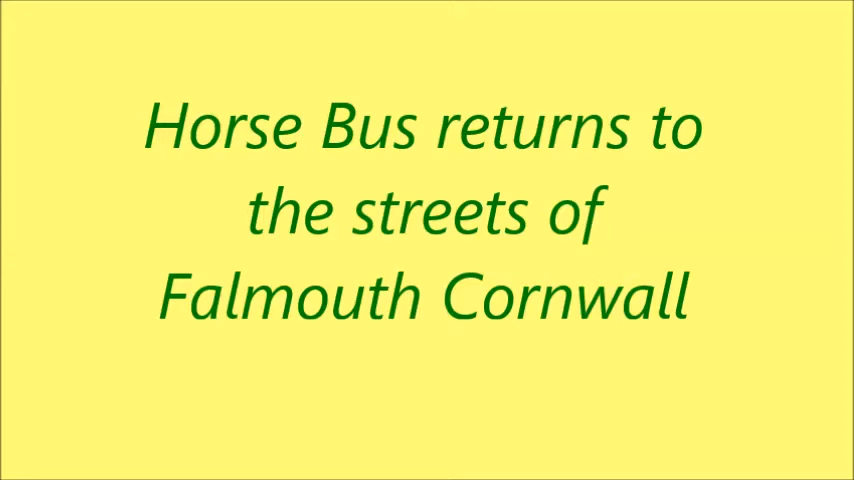 Horse Bus returns to
the streets of
Falmouth Cornwall